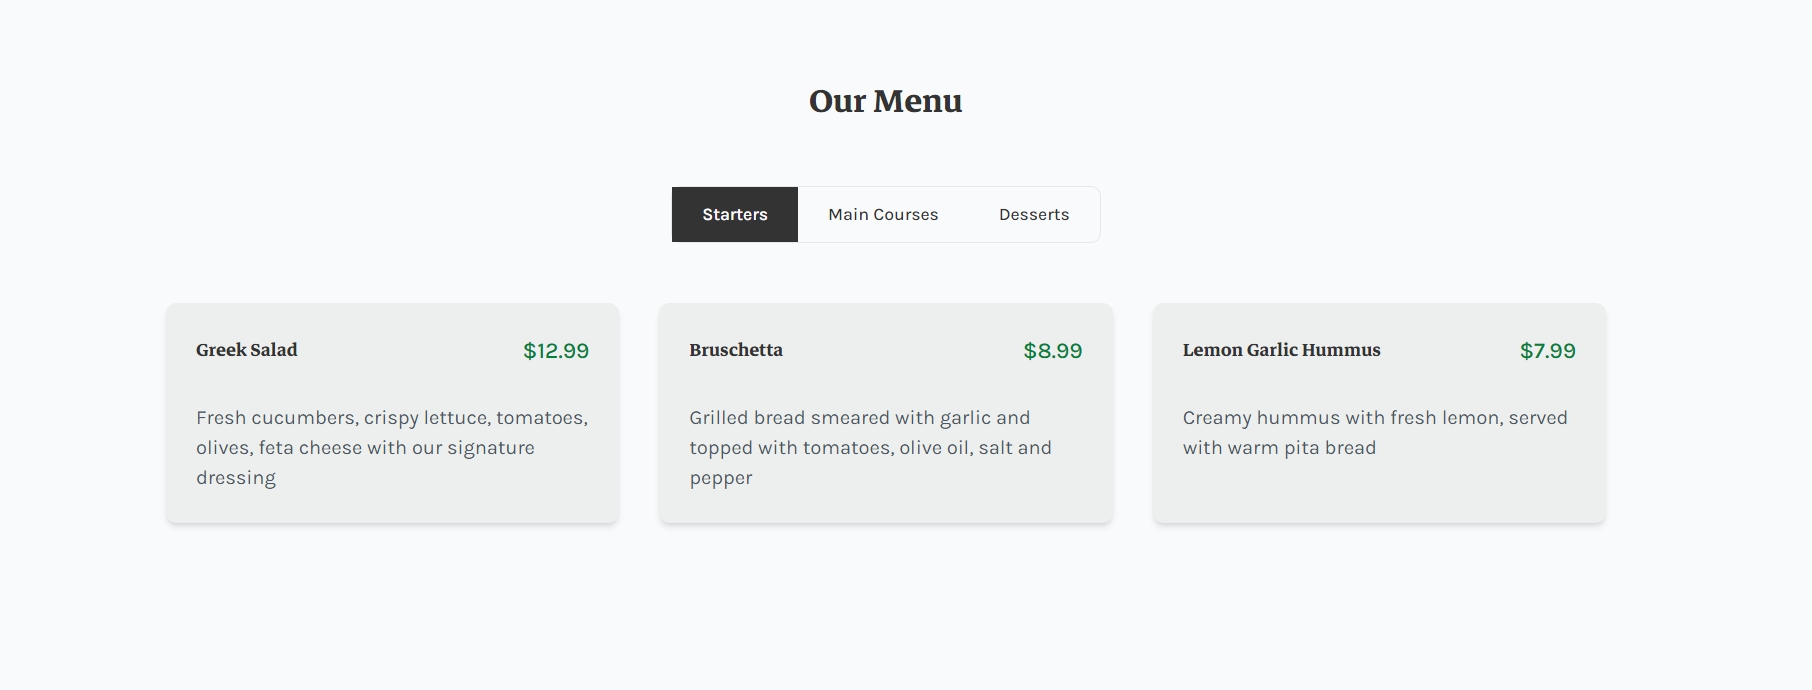 Our Menu
Starters Main Courses Desserts
Greek Salad $12.99
Fresh cucumbers, crispy lettuce, tomatoes,
olives, feta cheese with our signature
dressing
Bruschetta $8.99
Grilled bread smeared with garlic and
topped with tomatoes, olive oil, salt and
pepper
Lemon Garlic Hummus $7.99
Creamy hummus with fresh lemon, served
with warm pita bread